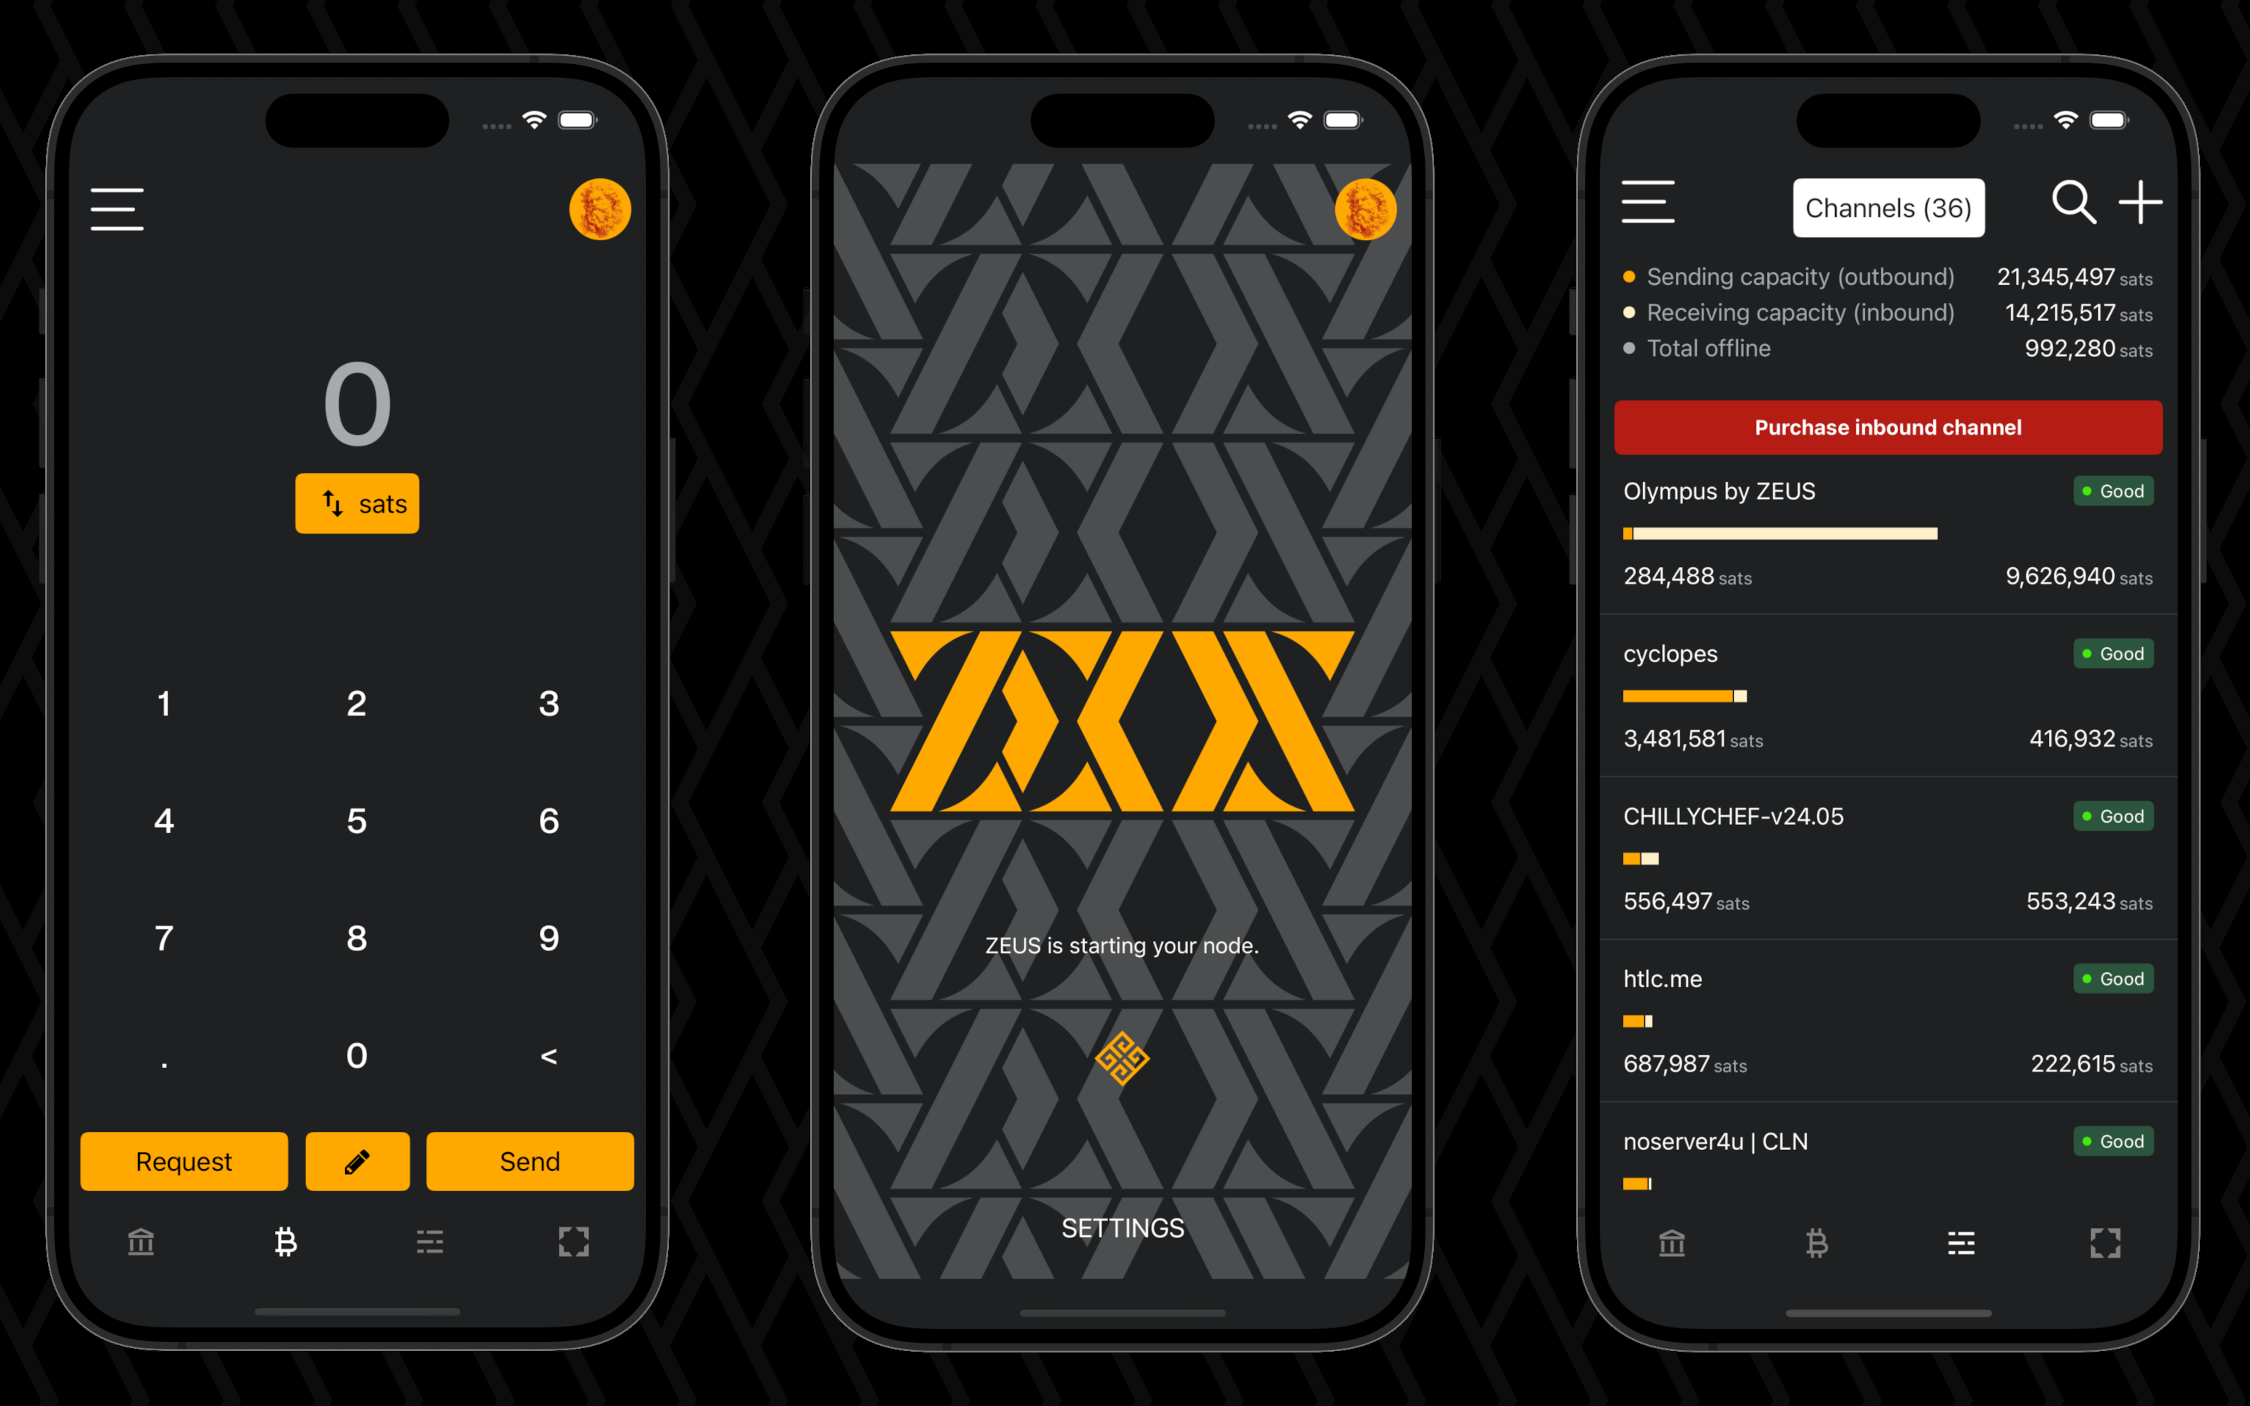 0
sats
1 2 3
4 5 6
7 8 9
. 0 <
Request Send
ZEUS
ZEUS is starting your node.
SETTINGS
Channels (36)
Sending capacity (outbound) 21,345,497 sats
Receiving capacity (inbound) 14,215,517 sats
Total offline 992,280 sats
Purchase inbound channel
Olympus by ZEUS Good
284,488 sats 9,626,940 sats
cyclopes Good
3,481,581 sats 416,932 sats
CHILLYCHEF-v24.05 Good
556,497 sats 553,243 sats
htlc.me Good
687,987 sats 222,615 sats
noserver4u | CLN Good